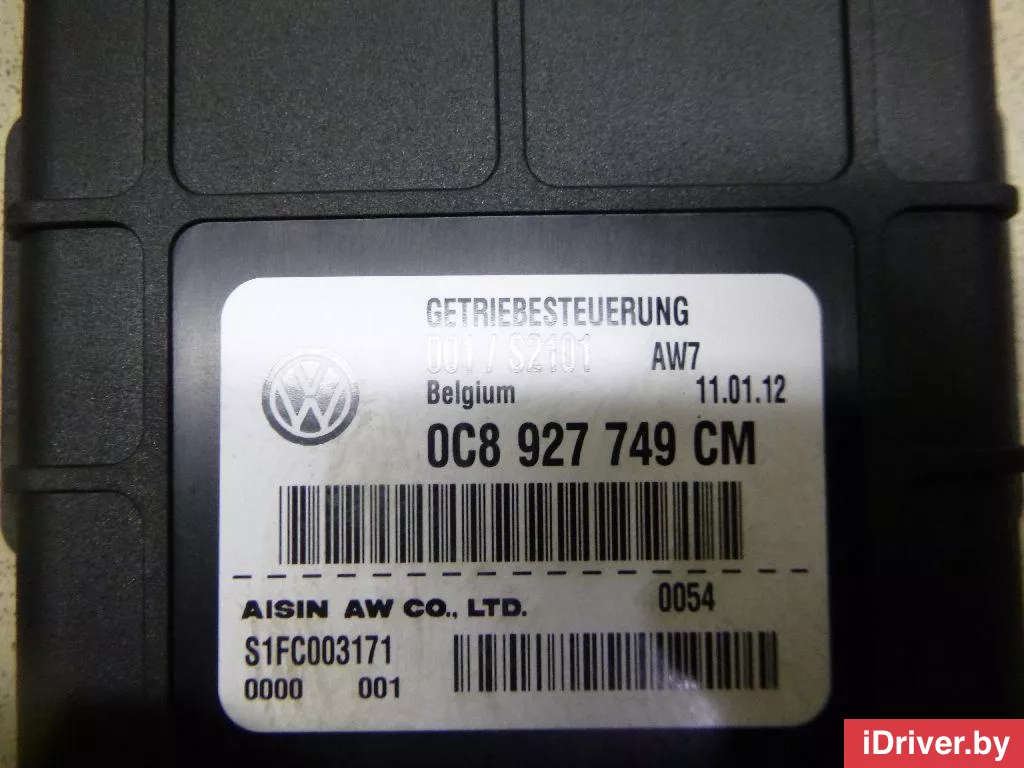 GETRIEBESTEUERUNG
001 / S2101 AW7
Belgium 11.01.12
0C8 927 749 CM
AISIN AW CO., LTD. 0054
S1FC003171
0000 001
iDriver.by